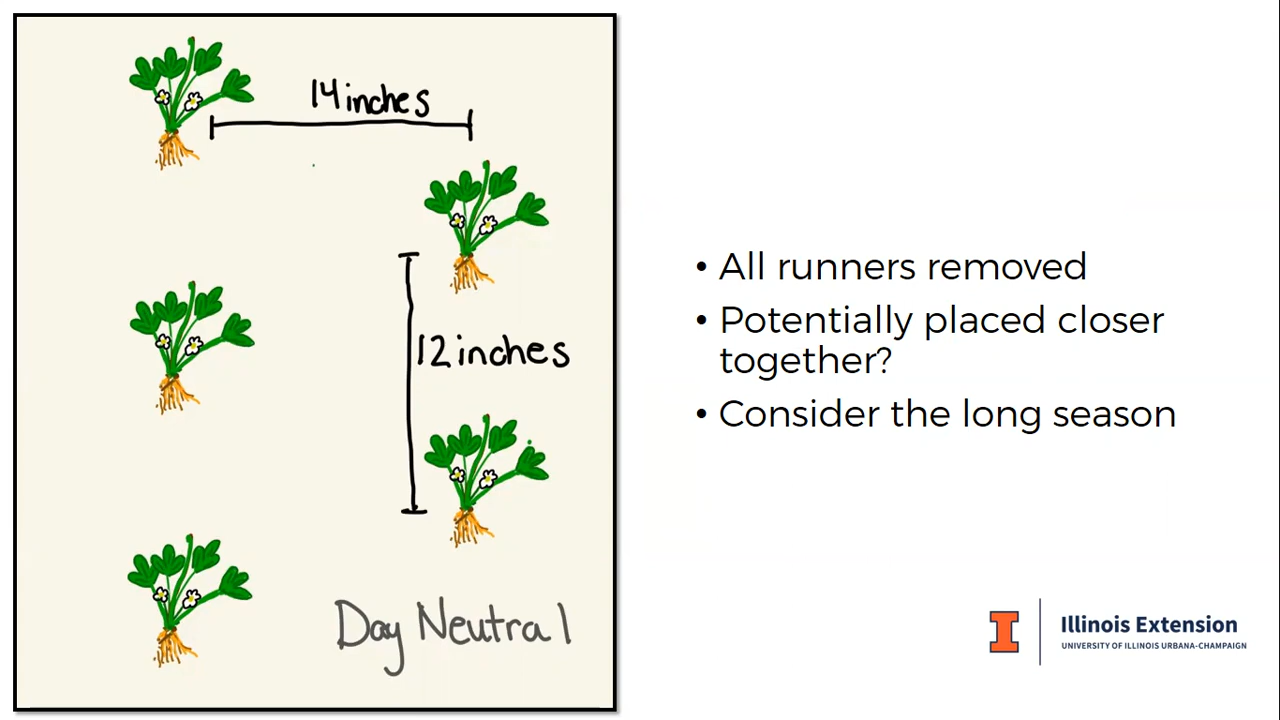 14 inches
12 inches
Day Neutral
• All runners removed
• Potentially placed closer
together?
• Consider the long season
I
Illinois Extension
UNIVERSITY OF ILLINOIS URBANA-CHAMPAIGN